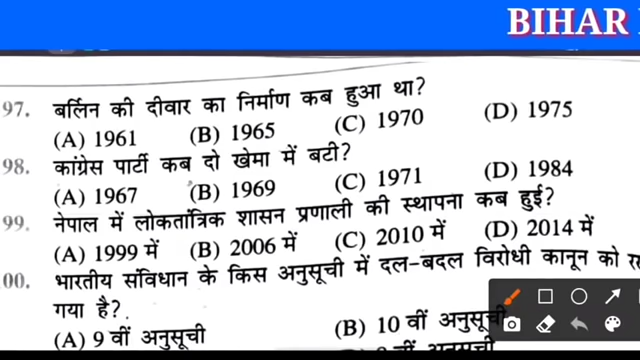 BIHAR
97. बर्लिन की दीवार का निर्माण कब हुआ था?
(A) 1961 (B) 1965 (C) 1970 (D) 1975
98. कांग्रेस पार्टी कब दो खेमा में बटी?
(A) 1967 (B) 1969 (C) 1971 (D) 1984
99. नेपाल में लोकतांत्रिक शासन प्रणाली की स्थापना कब हुई?
(A) 1999 में (B) 2006 में (C) 2010 में (D) 2014 में
00. भारतीय संविधान के किस अनुसूची में दल-बदल विरोधी कानून को
गया है?
(A) 9 वीं अनुसूची (B) 10 वीं अनुसूची